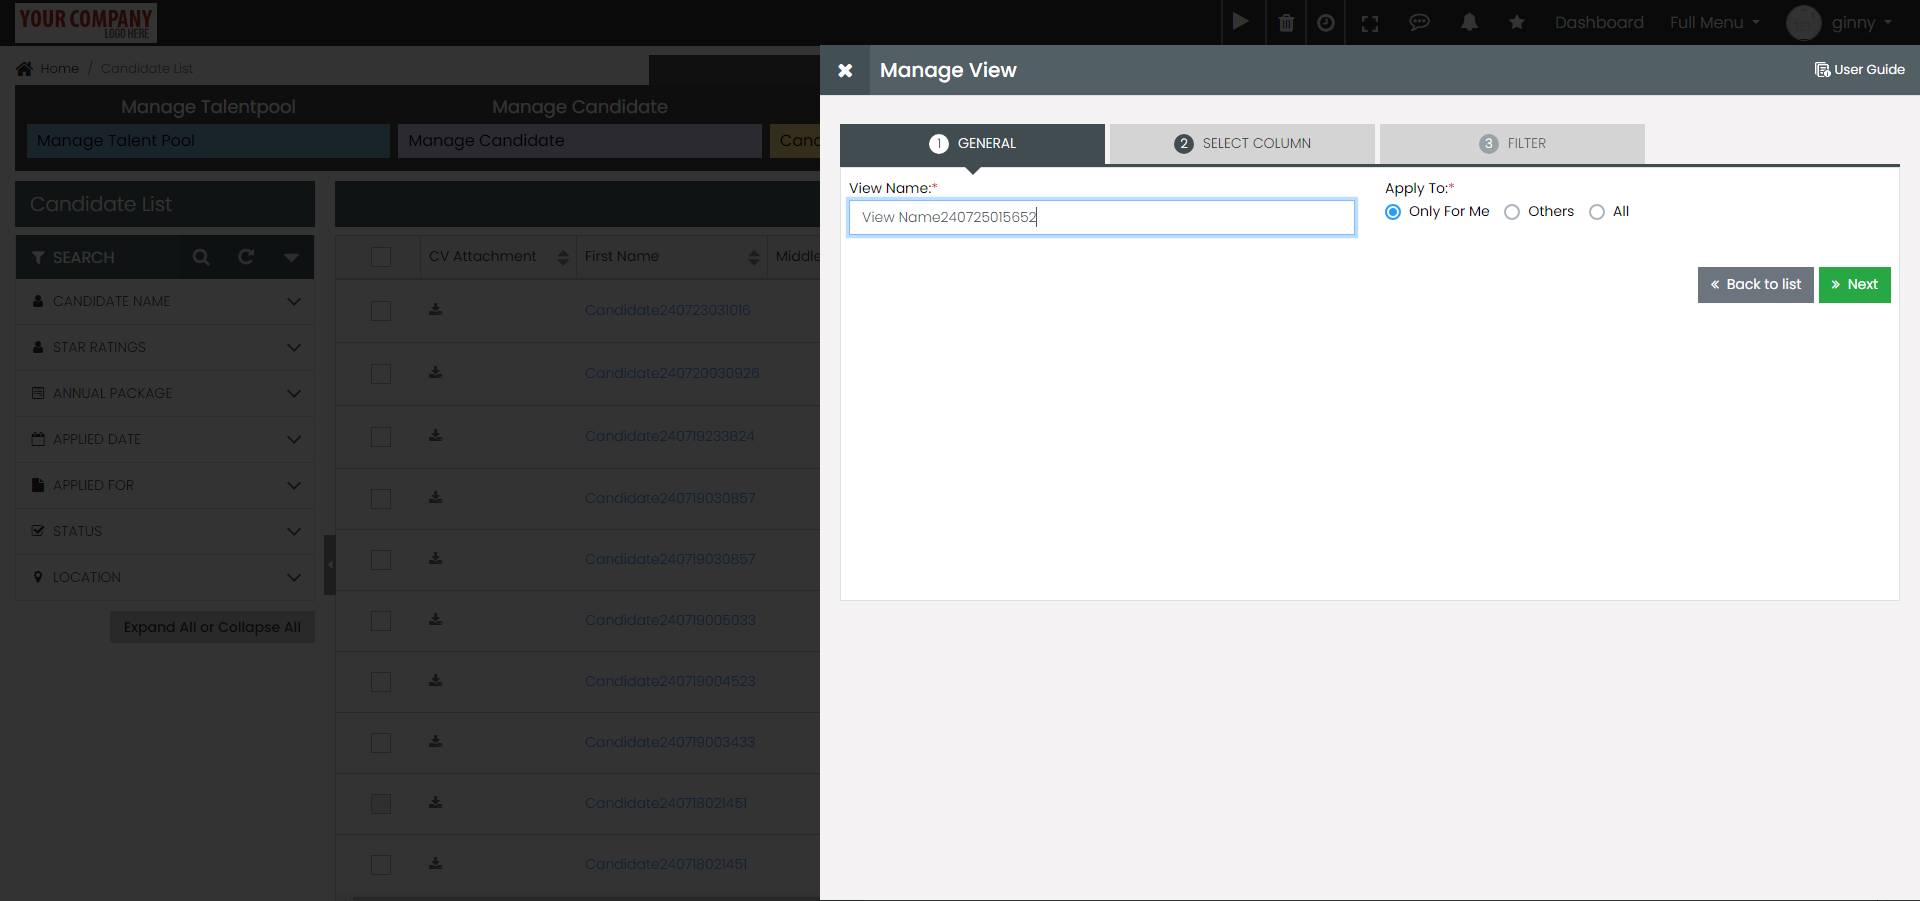 YOUR COMPANY
LOGO HERE
Dashboard
Full Menu
ginny
Home / Candidate List
Manage Talentpool
Manage Talent Pool
Manage Candidate
Manage Candidate
Cand
Candidate List
SEARCH
CANDIDATE NAME
STAR RATINGS
ANNUAL PACKAGE
APPLIED DATE
APPLIED FOR
STATUS
LOCATION
Expand All or Collapse All
CV Attachment
First Name
Middle
Candidate240723031016
Candidate240720030926
Candidate240719233824
Candidate240719030857
Candidate240719030857
Candidate240719005033
Candidate240719004523
Candidate240719003433
Candidate240718021451
Candidate240718021451
Manage View
User Guide
1 GENERAL
2 SELECT COLUMN
3 FILTER
View Name:*
View Name240725015652
Apply To:*
Only For Me
Others
All
« Back to list
» Next